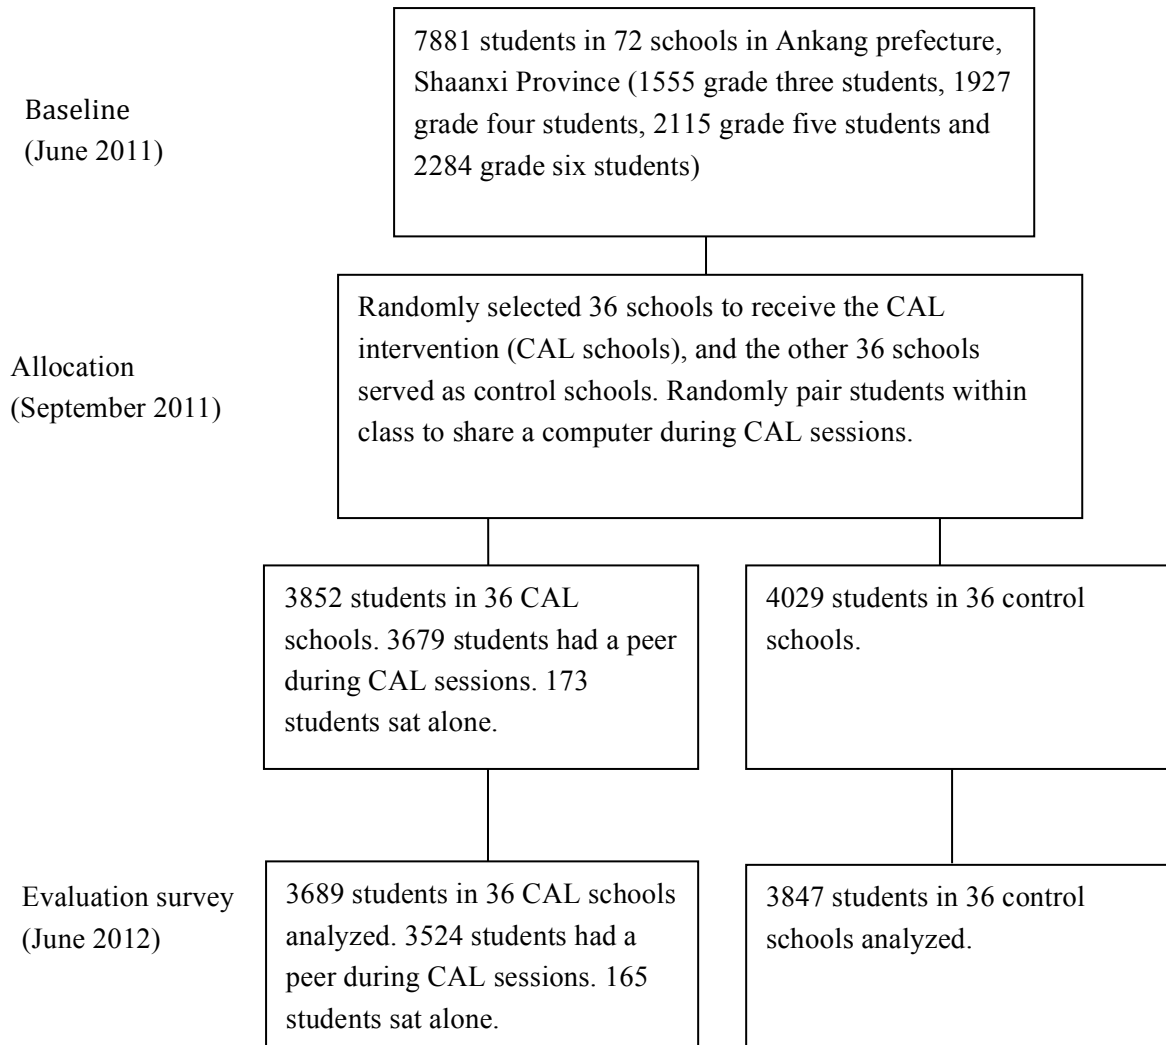 Baseline
(June 2011)
7881 students in 72 schools in Ankang prefecture,
Shaanxi Province (1555 grade three students, 1927
grade four students, 2115 grade five students and
2284 grade six students)
Allocation
(September 2011)
Randomly selected 36 schools to receive the CAL
intervention (CAL schools), and the other 36 schools
served as control schools. Randomly pair students within
class to share a computer during CAL sessions.
3852 students in 36 CAL
schools. 3679 students had a peer
during CAL sessions. 173
students sat alone.
4029 students in 36 control
schools.
Evaluation survey
(June 2012)
3689 students in 36 CAL schools
analyzed. 3524 students had a
peer during CAL sessions. 165
students sat alone.
3847 students in 36 control
schools analyzed.